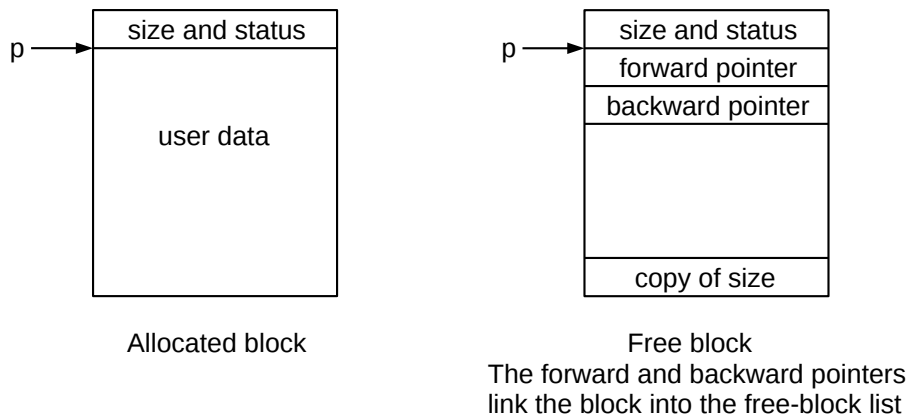 size and status
p
user data
Allocated block
size and status
p
forward pointer
backward pointer
copy of size
Free block
The forward and backward pointers
link the block into the free-block list